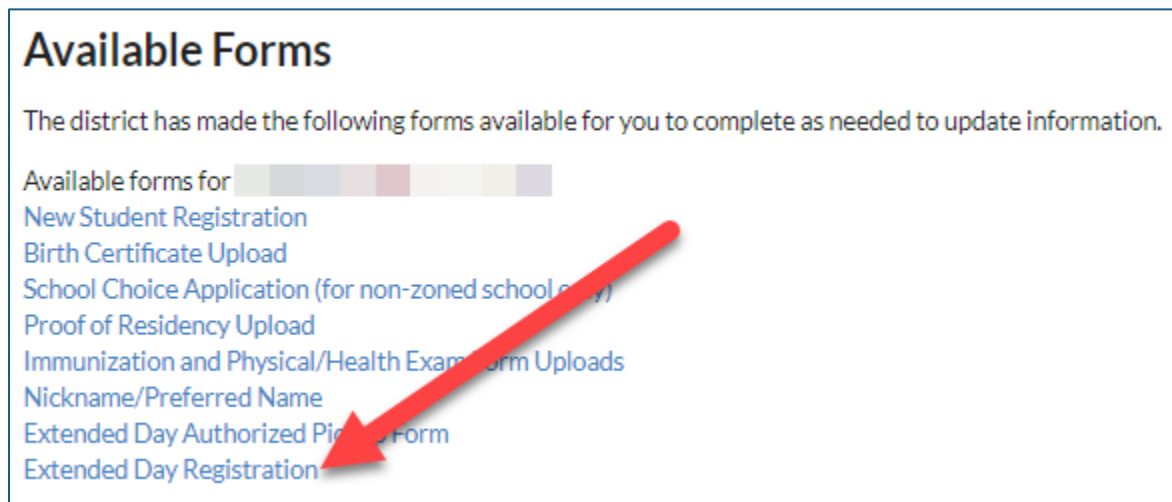 Available Forms
The district has made the following forms available for you to complete as needed to update information.
Available forms for
New Student Registration
Birth Certificate Upload
School Choice Application (for non-zoned school only)
Proof of Residency Upload
Immunization and Physical/Health Exam Form Uploads
Nickname/Preferred Name
Extended Day Authorized Form
Extended Day Registration